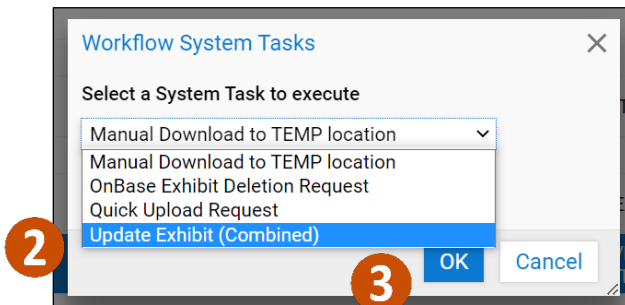 Workflow System Tasks
Select a System Task to execute
Manual Download to TEMP location
Manual Download to TEMP location
OnBase Exhibit Deletion Request
Quick Upload Request
Update Exhibit (Combined)
2
3
OK Cancel